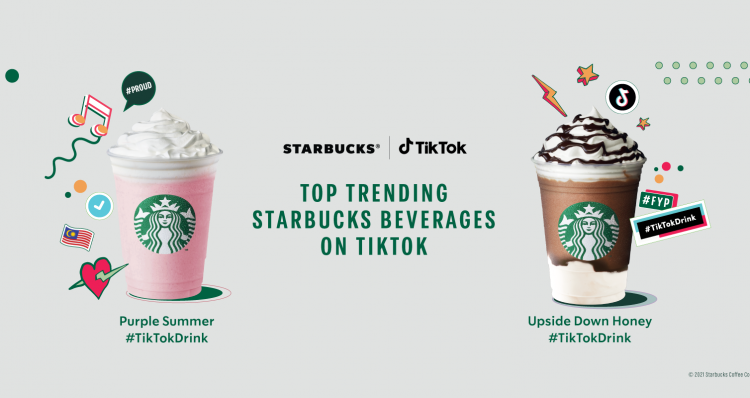 #PROUD
STARBUCKS® | TikTok
TOP TRENDING
STARBUCKS BEVERAGES
ON TIKTOK
#FYP
#TikTokDrink
Purple Summer
#TikTokDrink
Upside Down Honey
#TikTokDrink
© 2021 Starbucks Coffee Co